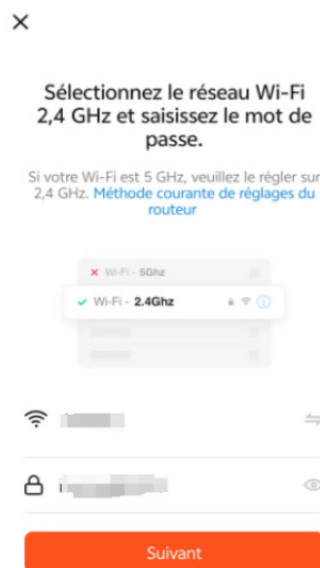 Sélectionnez le réseau Wi-Fi
2,4 GHz et saisissez le mot de
passe.
Si votre Wi-Fi est 5 GHz, veuillez le régler sur
2,4 GHz. Méthode courante de réglages du
routeur
Wi-Fi - 5Ghz
Wi-Fi - 2.4Ghz
Suivant